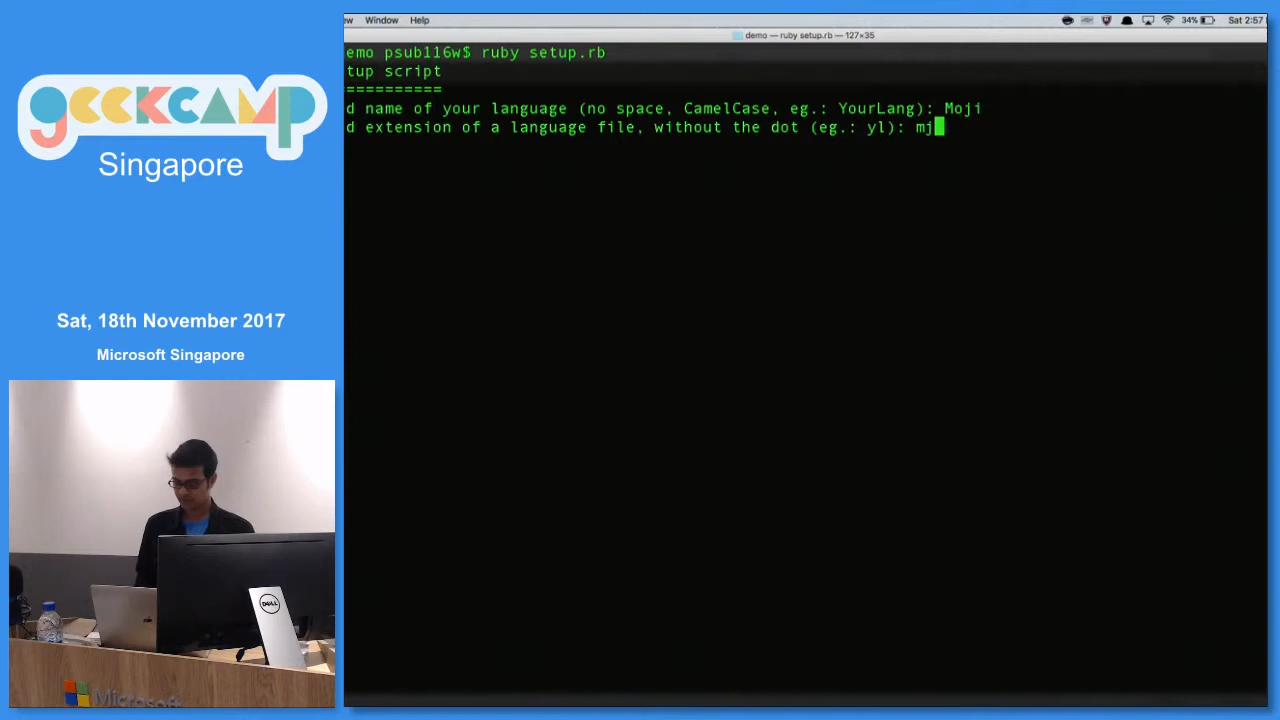 geekcamp
Singapore
Sat, 18th November 2017
Microsoft Singapore
ew Window Help
34%
Sat 2:57
demo — ruby setup.rb — 127×35
emo psub116w$ ruby setup.rb
tup script
==========
d name of your language (no space, CamelCase, eg.: YourLang): Moji
d extension of a language file, without the dot (eg.: yl): mj
DELL
Microsoft